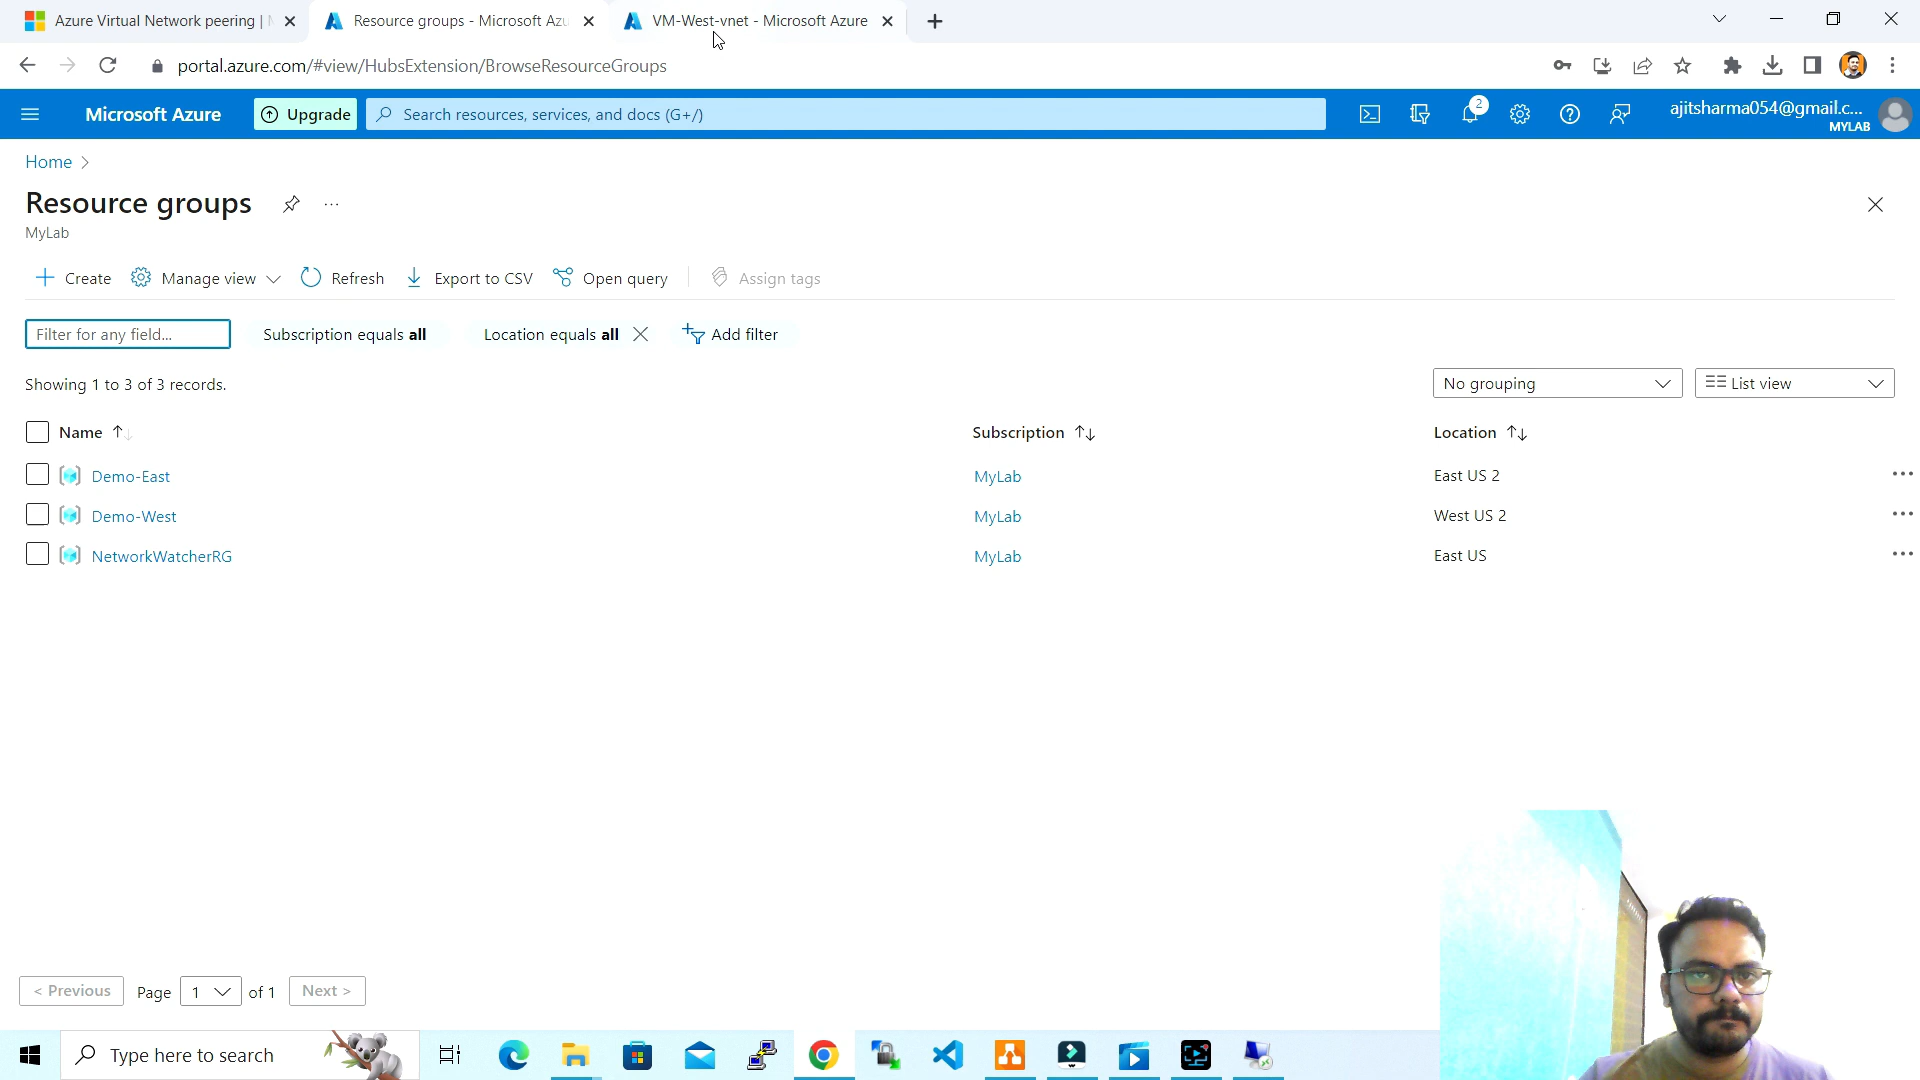 Azure Virtual Network peering |
Resource groups - Microsoft Azu
VM-West-vnet - Microsoft Azure
portal.azure.com/#view/HubsExtension/BrowseResourceGroups
Microsoft Azure
Upgrade
Search resources, services, and docs (G+/)
2
ajitsharma054@gmail.c...
MYLAB
Home
Resource groups
MyLab
Create
Manage view
Refresh
Export to CSV
Open query
Assign tags
Filter for any field...
Subscription equals all
Location equals all
Add filter
Showing 1 to 3 of 3 records.
No grouping
List view
Name
Subscription
Location
Demo-East
MyLab
East US 2
Demo-West
MyLab
West US 2
NetworkWatcherRG
MyLab
East US
< Previous
Page
1
of 1
Next >
Type here to search